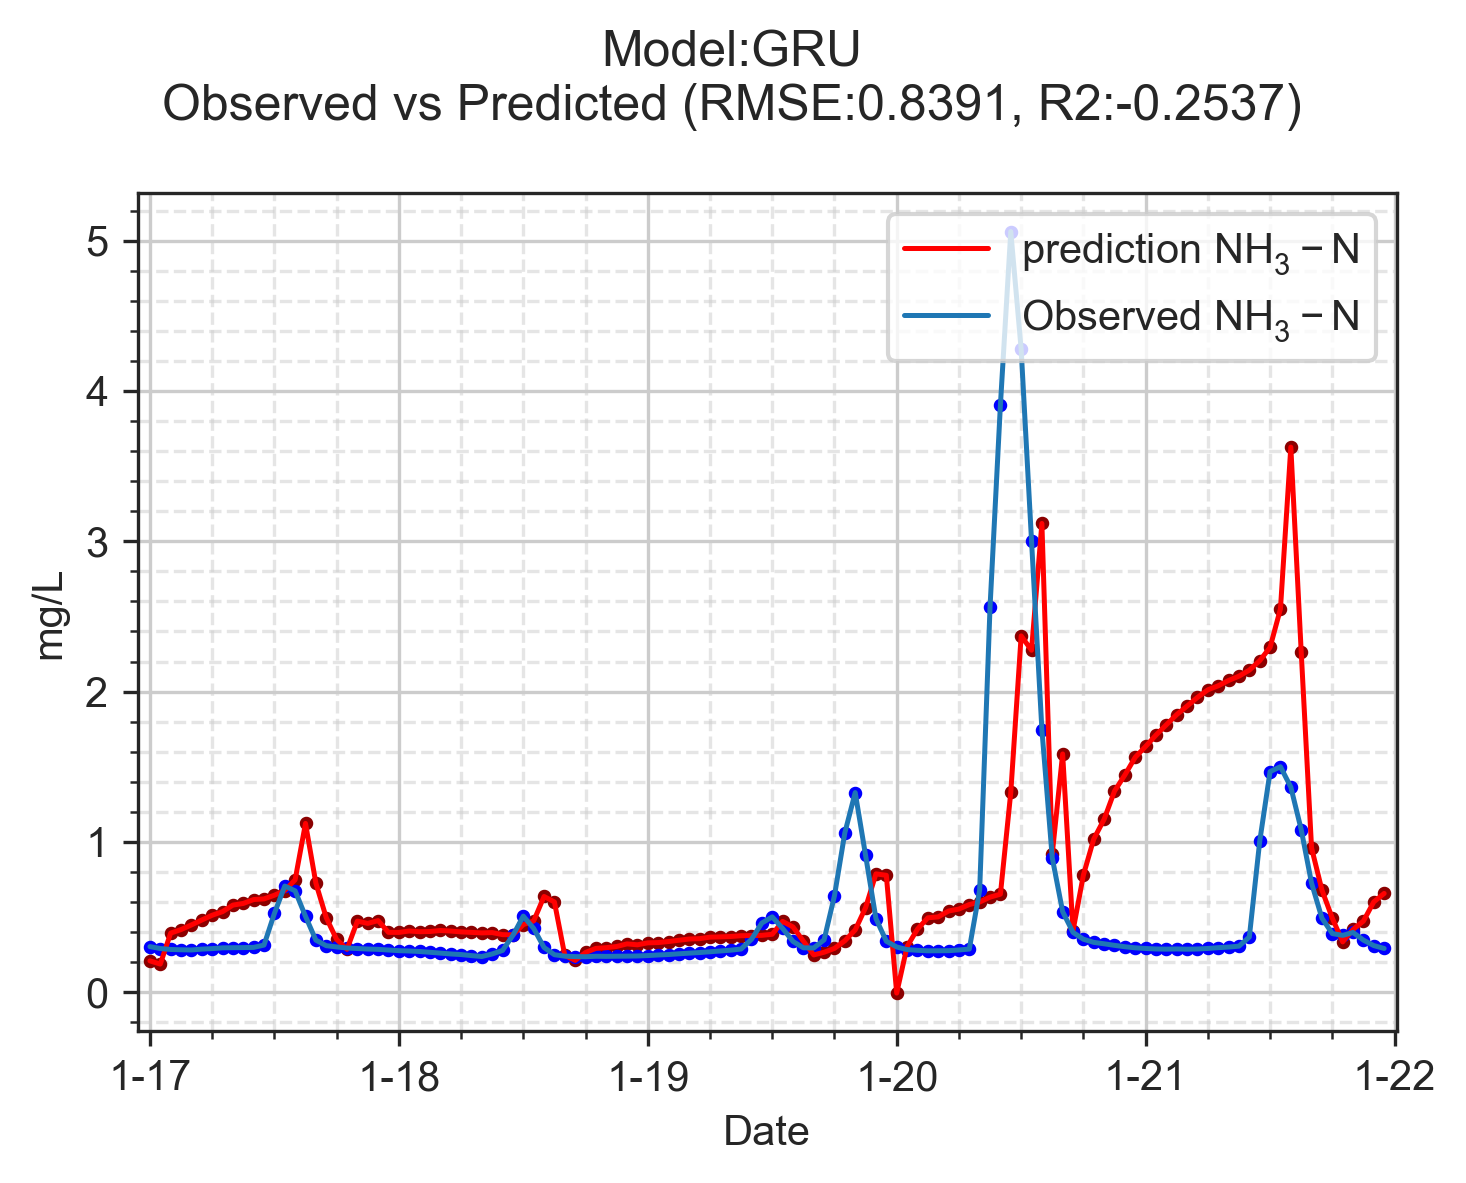 Model:GRU
Observed vs Predicted (RMSE:0.8391, R2:-0.2537)
prediction NH₃ − N
Observed NH₃ − N
5
4
3
2
1
0
mg/L
1-17 1-18 1-19 1-20 1-21 1-22
Date